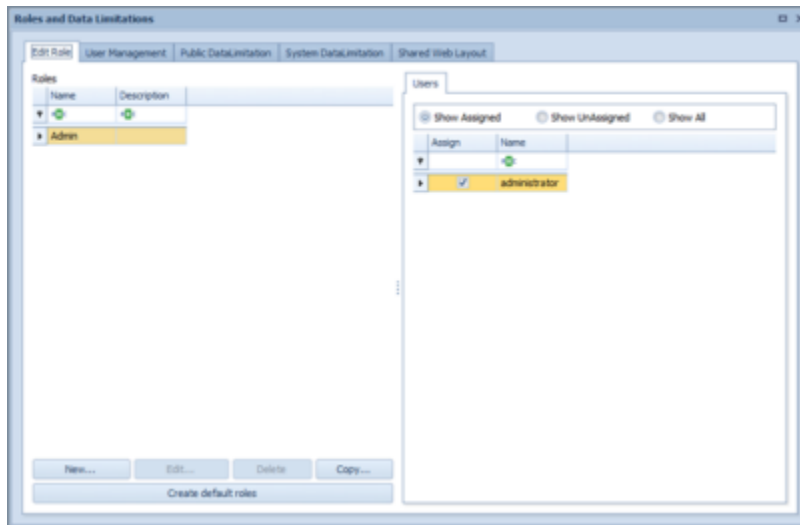 Roles and Data Limitations
Edit Role User Management Public DataLimitation System DataLimitation Shared Web Layout
Roles
Name Description
Admin
New... Edit... Delete Copy...
Create default roles
Users
Show Assigned Show UnAssigned Show All
Assign Name
administrator